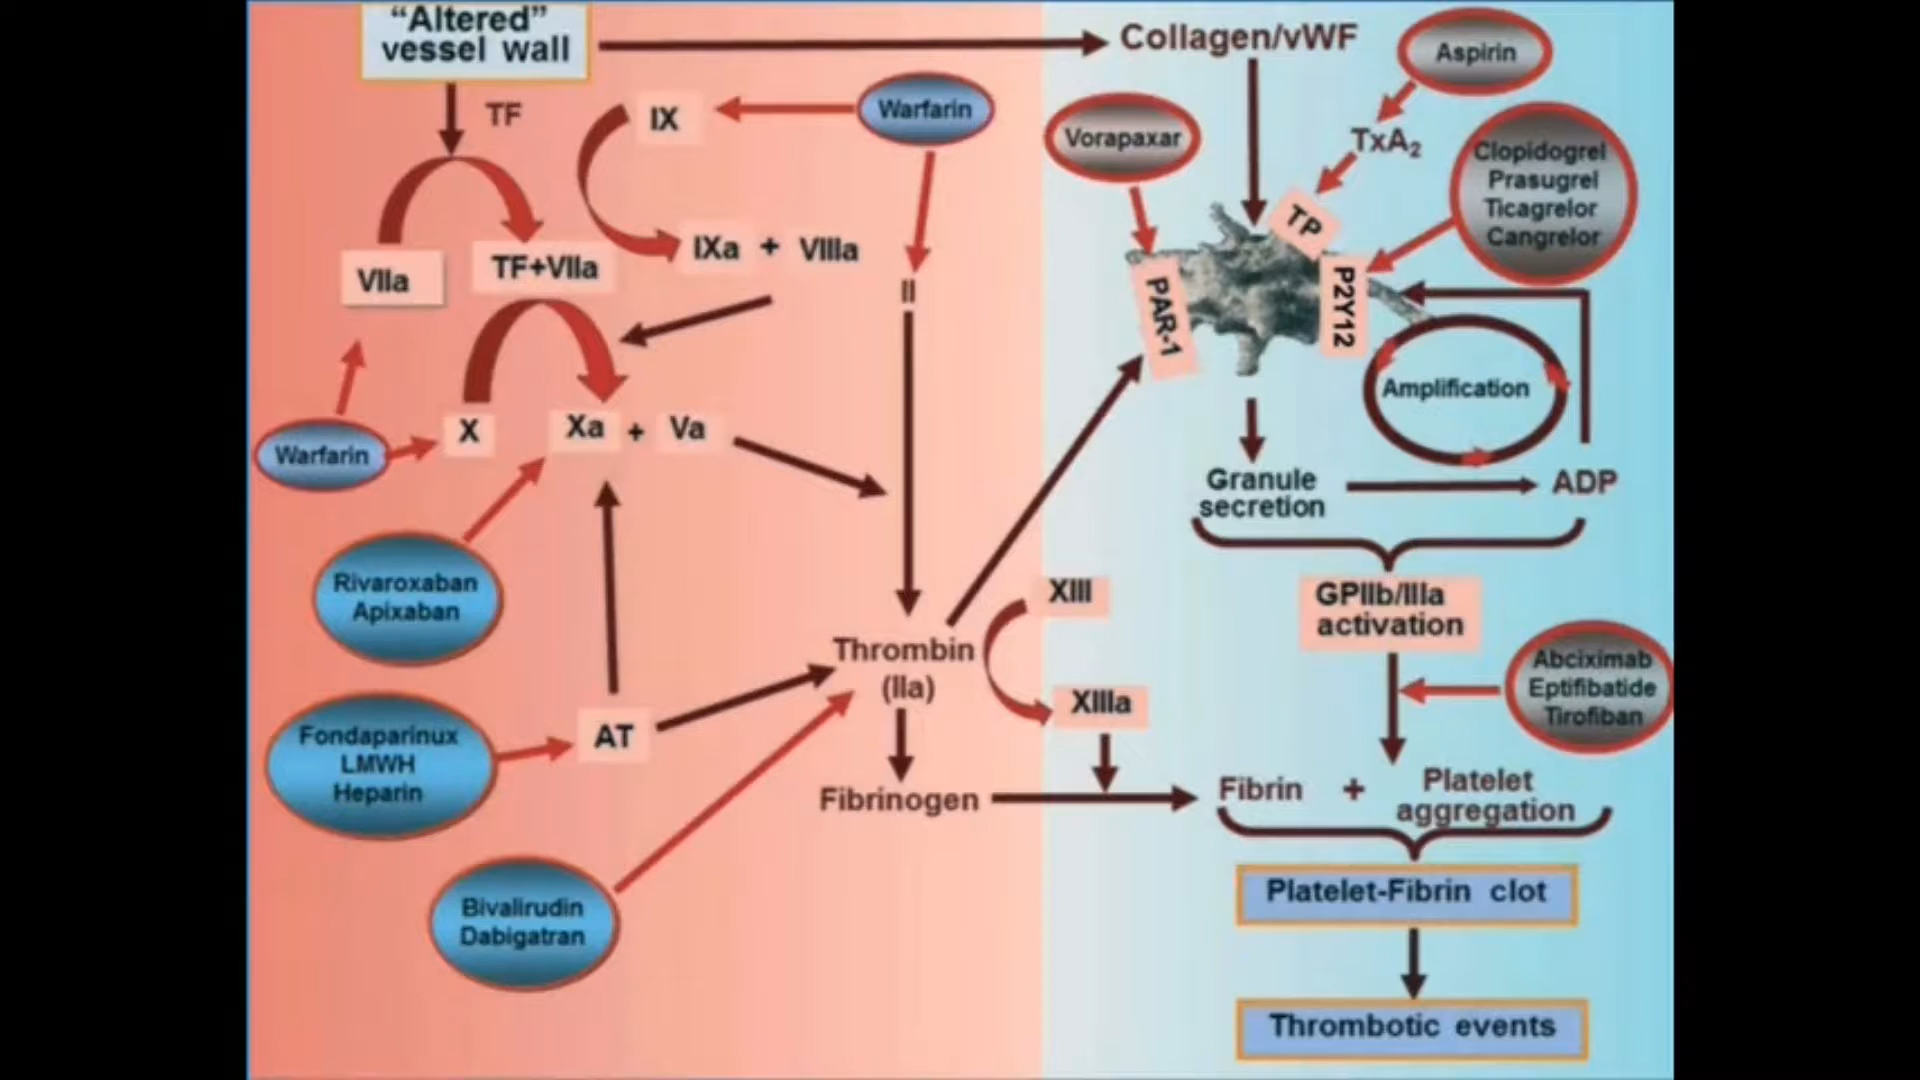 “Altered”
vessel wall
Collagen/vWF
Aspirin
TF
IX
Warfarin
Vorapaxar
TxA2
Clopidogrel
Prasugrel
Ticagrelor
Cangrelor
TP
VIIa
TF+VIIa
IXa + VIIIa
II
PAR-1
P2Y12
Amplification
Warfarin
X
Xa + Va
Granule
secretion
ADP
Rivaroxaban
Apixaban
XIII
GPIIb/IIIa
activation
Thrombin
(IIa)
XIIIa
Abciximab
Eptifibatide
Tirofiban
Fondaparinux
LMWH
Heparin
AT
Fibrinogen
Fibrin + Platelet
aggregation
Bivalirudin
Dabigatran
Platelet-Fibrin clot
Thrombotic events